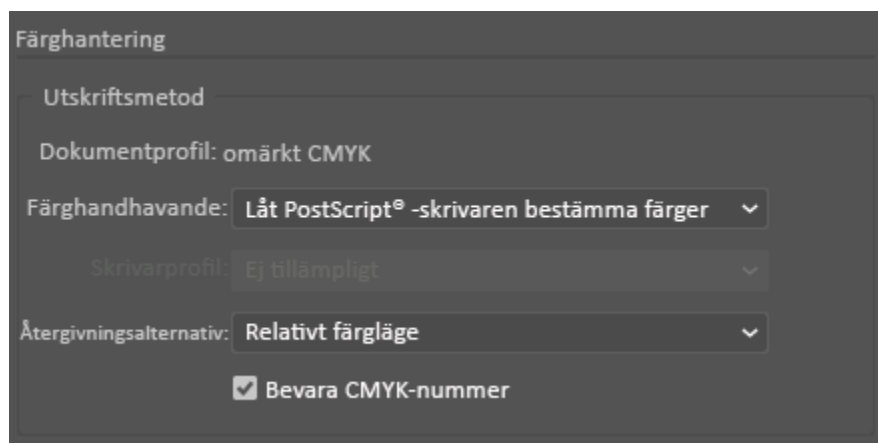 Färghantering
Utskriftsmetod
Dokumentprofil: omärkt CMYK
Färghandhavande: Låt PostScript® -skrivaren bestämma färger
Skrivarprofil: Ej tillämpligt
Återgivningsalternativ: Relativt färgläge
Bevara CMYK-nummer